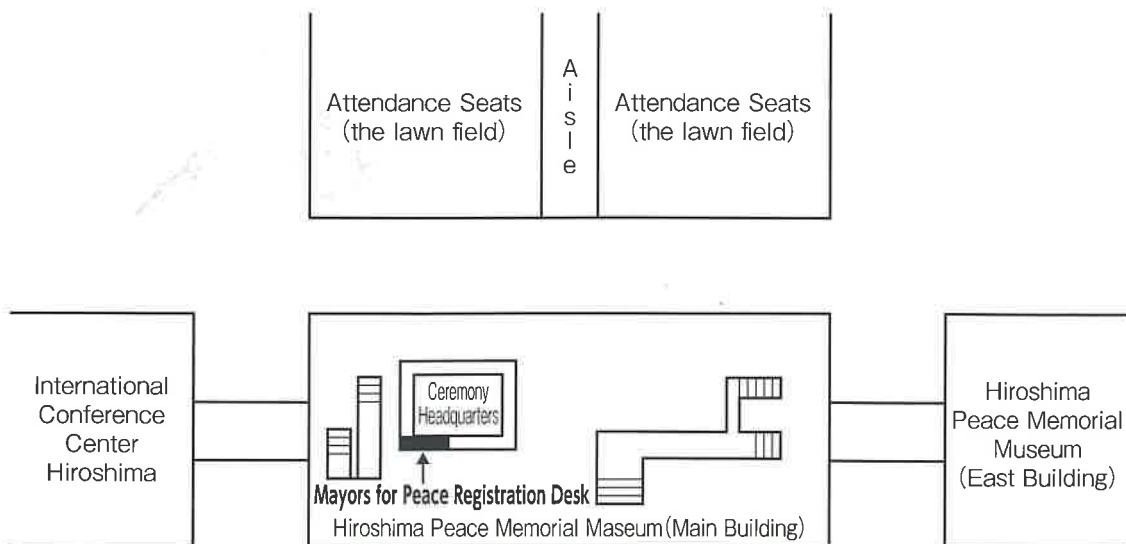 Attendance Seats
(the lawn field)
Aisle
Attendance Seats
(the lawn field)
International
Conference
Center
Hiroshima
Ceremony
Headquarters
Mayors for Peace Registration Desk
Hiroshima Peace Memorial Maseum(Main Building)
Hiroshima
Peace Memorial
Museum
(East Building)